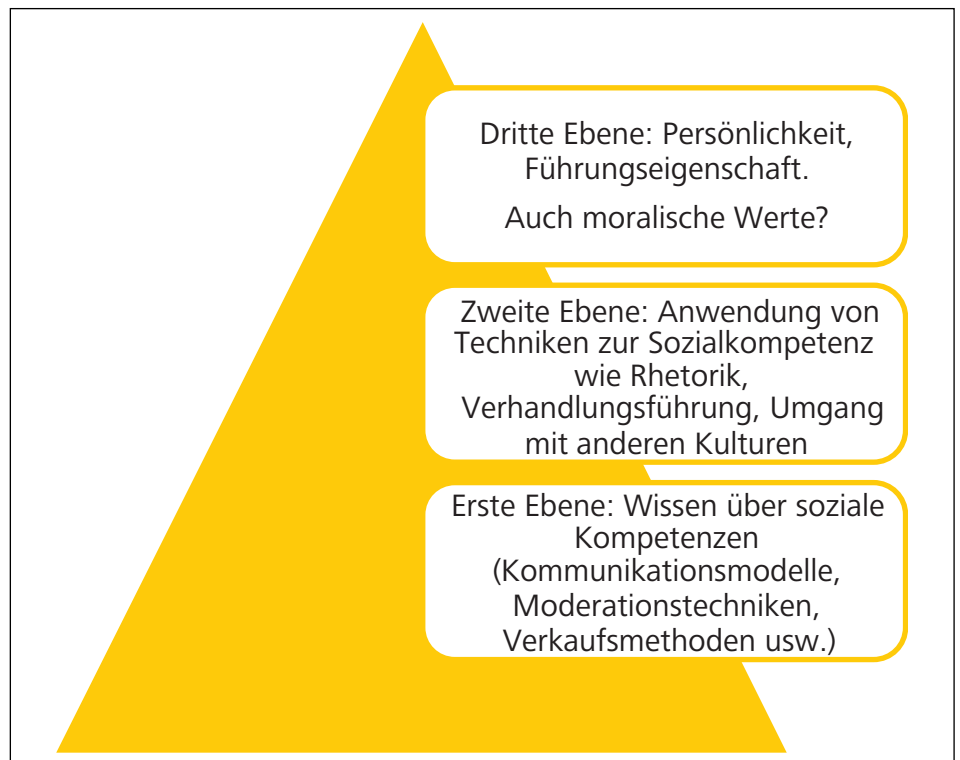 Dritte Ebene: Persönlichkeit,
Führungseigenschaft.
Auch moralische Werte?
Zweite Ebene: Anwendung von
Techniken zur Sozialkompetenz
wie Rhetorik,
Verhandlungsführung, Umgang
mit anderen Kulturen
Erste Ebene: Wissen über soziale
Kompetenzen
(Kommunikationsmodelle,
Moderationstechniken,
Verkaufsmethoden usw.)